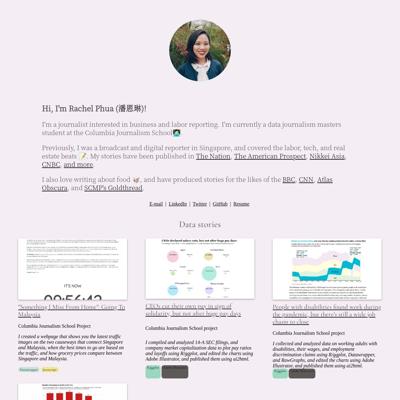 Hi, I'm Rachel Phua (潘恩琳)!
I'm a journalist interested in business and labor reporting. I'm currently a data journalism masters
student at the Columbia Journalism School
Previously, I was a broadcast and digital reporter in Singapore, and covered the labor, tech, and real
estate beats. My stories have been published in The Nation, The American Prospect, Nikkei Asia,
CNBC, and more.
I also love writing about food, and have produced stories for the likes of the BBC, CNN, Atlas
Obscura, and SCMP's Goldthread.
E-mail | LinkedIn | Twitter | GitHub | Resume
Data stories
IT'S NOW
CEOs declared salary cuts, but not after huge pay days
"Something I Miss From Home": Going To
Malaysia
Columbia Journalism School Project
I created a webpage that shows you the latest traffic
images on the two causeways that connect Singapore
and Malaysia, when the best times to go are based on
the traffic, and how grocery prices compare between
Singapore and Malaysia.
CEOs cut their own pay in sign of
solidarity, but not after huge pay days
Columbia Journalism School project
I compiled and analyzed 14-A SEC filings, and
company market capitalization data to plot pay ratios
and layoffs using R/ggplot, and edited the charts using
Adobe Illustrator, and published them using ai2html.
People with disabilities found work during
the pandemic, but there's still a wide job
chasm to close
Columbia Journalism School project
I collected and analyzed data on working adults with
disabilities, their wages, and employment
discrimination claims using R/ggplot, Datawrapper,
and RawGraphs, and edited the charts using Adobe
Illustrator, and published them using ai2html.